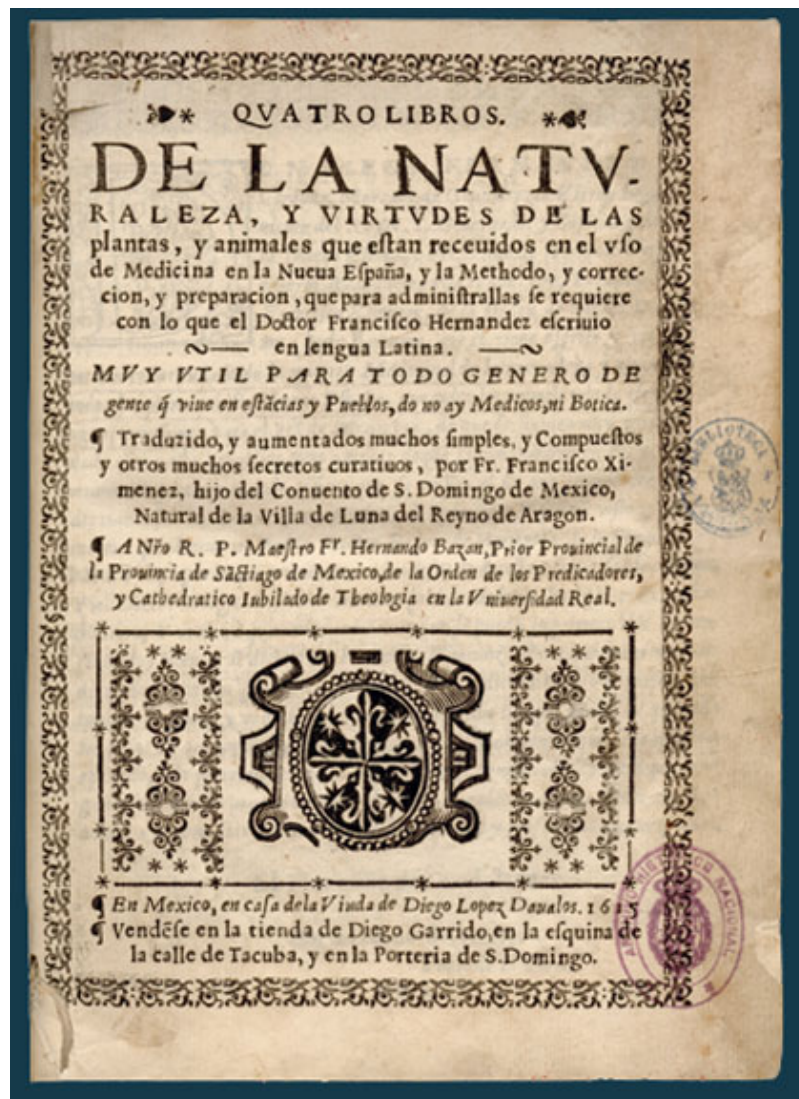 QVATRO LIBROS.
DE LA NATV-
RALEZA, Y VIRTVDES DE LAS
plantas, y animales que eſtan receuidos en el vſo
de Medicina en la Nueua Eſpaña, y la Methodo, y correc-
cion, y preparacion, que para adminiſtrallas ſe requiere
con lo que el Doctor Franciſco Hernandez eſcriuio
en lengua Latina.
MVY VTIL PARA TODO GENERO DE
gente q̃ viue en eſtãcias y Pueblos, do no ay Medicos, ni Botica.
¶ Traduzido, y aumentados muchos ſimples, y Compueſtos
y otros muchos ſecretos curatiuos, por Fr. Franciſco Xi-
menez, hijo del Conuento de S. Domingo de Mexico,
Natural de la Villa de Luna del Reyno de Aragon.
¶ A Nr̃o R. P. Maeſtro Fr. Hernando Bazan, Prior Prouincial de
la Prouincia de Sãctiago de Mexico, de la Orden de los Predicadores,
y Cathedratico Iubilado de Theologia en la Vniuerſidad Real.
¶ En Mexico, en caſa de la Viuda de Diego Lopez Daualos. 1615
¶ Vendẽſe en la tienda de Diego Garrido, en la eſquina de
la calle de Tacuba, y en la Porteria de S. Domingo.
HISTORICO NACIONAL